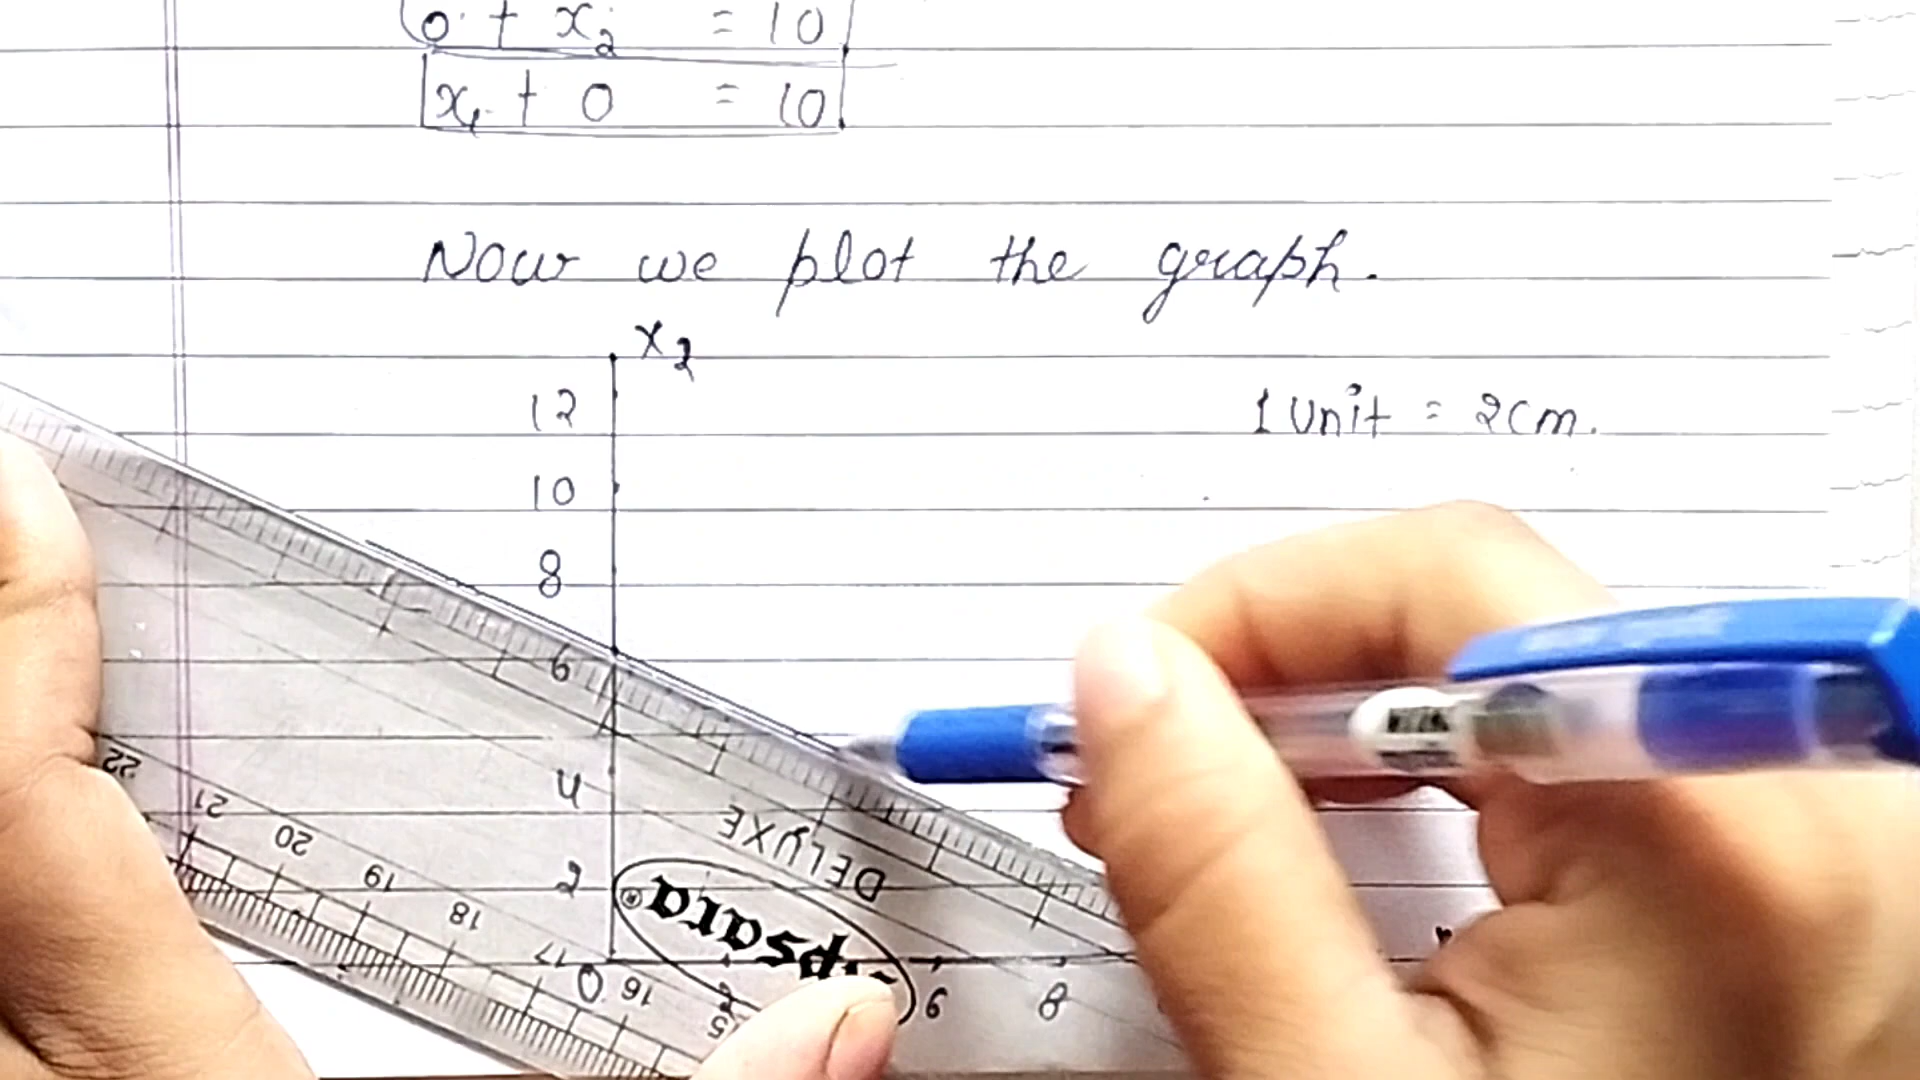 0 + x₂ = 10
x₁ + 0 = 10
Now we plot the graph.
x₂
12
1 Unit = 2cm.
10
8
6
4
2
0
2
6
8
DELUXE
apsara®
22 21 20 19 18 17 16 15